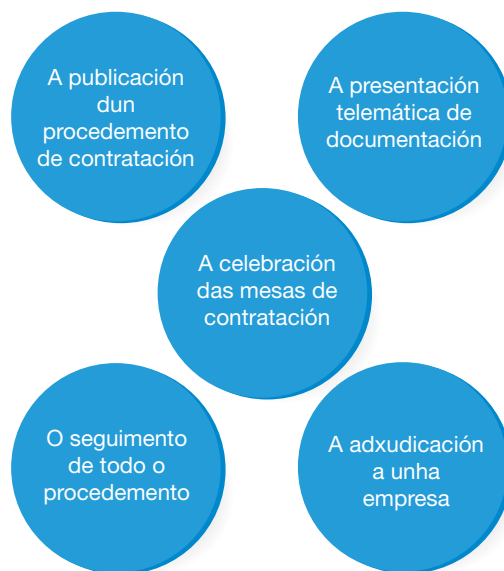 A publicación
dun
procedemento
de contratación
A presentación
telemática de
documentación
A celebración
das mesas de
contratación
O seguimento
de todo o
procedemento
A adxudicación
a unha
empresa